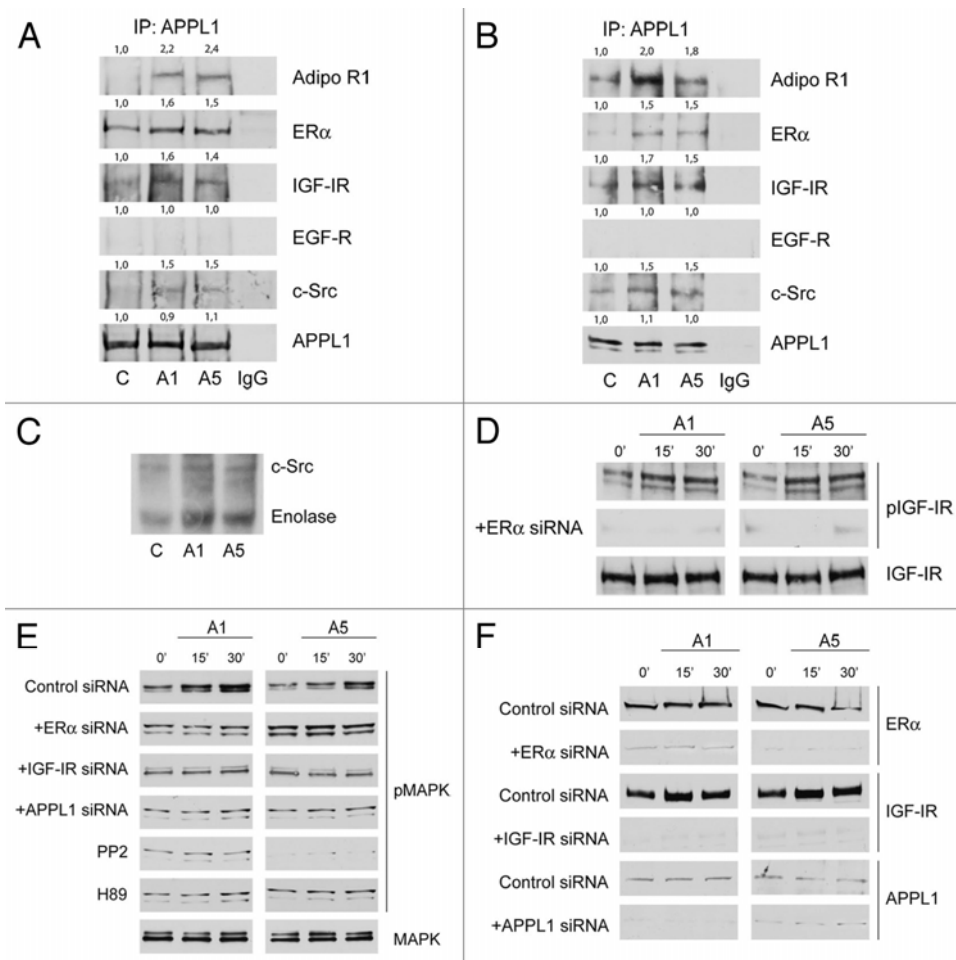 A
IP: APPL1
1,0 2,2 2,4
Adipo R1
1,0 1,6 1,5
ERα
1,0 1,6 1,4
IGF-IR
1,0 1,0 1,0
EGF-R
1,0 1,5 1,5
c-Src
1,0 0,9 1,1
APPL1
C A1 A5 IgG
B
IP: APPL1
1,0 2,0 1,8
Adipo R1
1,0 1,5 1,5
ERα
1,0 1,7 1,5
IGF-IR
1,0 1,0 1,0
EGF-R
1,0 1,5 1,5
c-Src
1,0 1,1 1,0
APPL1
C A1 A5 IgG
C
c-Src
Enolase
C A1 A5
D
A1 A5
0' 15' 30' 0' 15' 30'
pIGF-IR
+ERα siRNA
IGF-IR
E
A1 A5
0' 15' 30' 0' 15' 30'
Control siRNA
+ERα siRNA
+IGF-IR siRNA
pMAPK
+APPL1 siRNA
PP2
H89
MAPK
F
A1 A5
0' 15' 30' 0' 15' 30'
Control siRNA
ERα
+ERα siRNA
Control siRNA
IGF-IR
+IGF-IR siRNA
Control siRNA
APPL1
+APPL1 siRNA